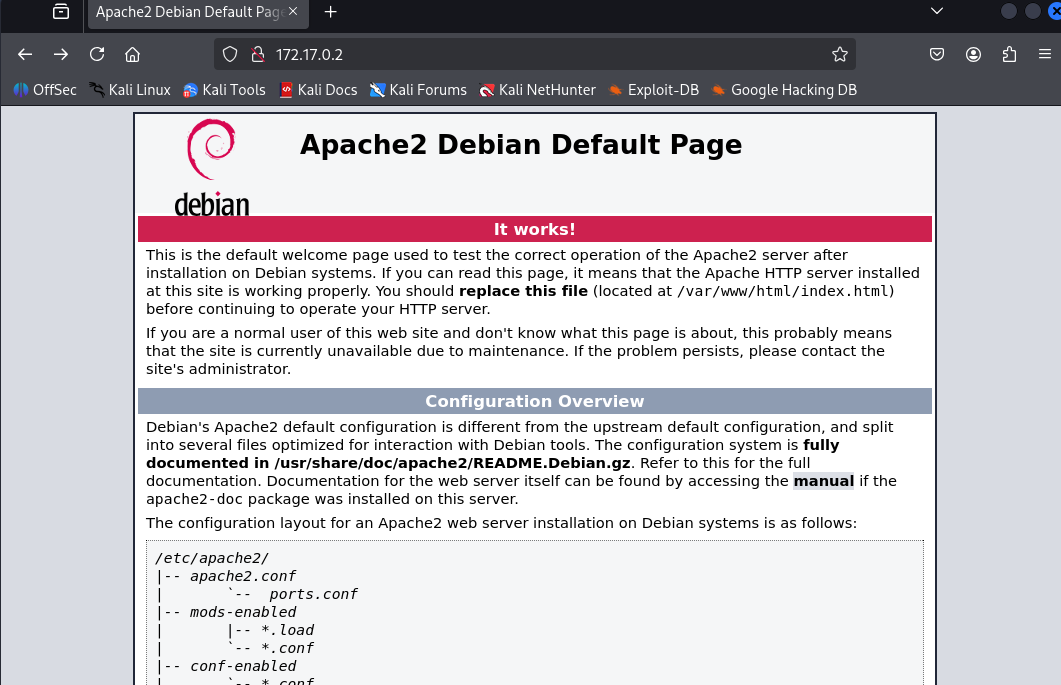 Apache2 Debian Default Page
172.17.0.2
OffSec Kali Linux Kali Tools Kali Docs Kali Forums Kali NetHunter Exploit-DB Google Hacking DB
debian
Apache2 Debian Default Page
It works!
This is the default welcome page used to test the correct operation of the Apache2 server after
installation on Debian systems. If you can read this page, it means that the Apache HTTP server installed
at this site is working properly. You should replace this file (located at /var/www/html/index.html)
before continuing to operate your HTTP server.
If you are a normal user of this web site and don't know what this page is about, this probably means
that the site is currently unavailable due to maintenance. If the problem persists, please contact the
site's administrator.
Configuration Overview
Debian's Apache2 default configuration is different from the upstream default configuration, and split
into several files optimized for interaction with Debian tools. The configuration system is fully
documented in /usr/share/doc/apache2/README.Debian.gz. Refer to this for the full
documentation. Documentation for the web server itself can be found by accessing the manual if the
apache2-doc package was installed on this server.
The configuration layout for an Apache2 web server installation on Debian systems is as follows:
/etc/apache2/
|-- apache2.conf
|       `--  ports.conf
|-- mods-enabled
|       |-- *.load
|       `-- *.conf
|-- conf-enabled
|       `-- *.conf